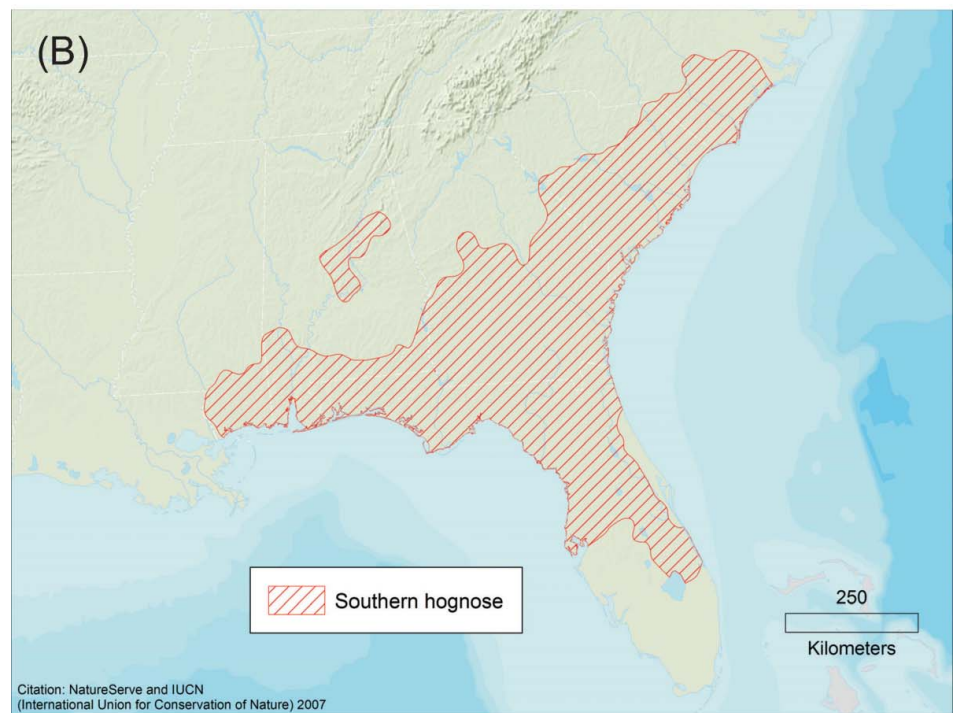 (B)
Southern hognose
250
Kilometers
Citation: NatureServe and IUCN
(International Union for Conservation of Nature) 2007